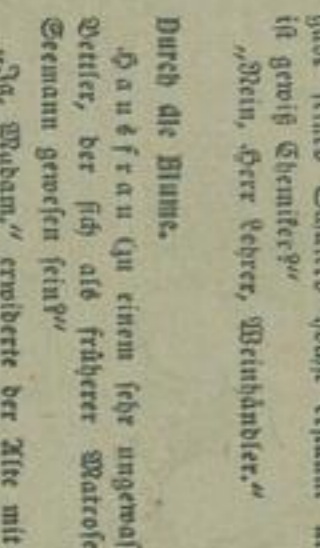 ist gewiß Chemiker?"
„Nein, Herr Lehrer, Weinhändler."
Durch die Blume.
Hausfrau (zu einem sehr ungewas
Bettler, der sich als früherer Matrose
Seemann gewesen sein?"
„Ja, Madam," erwiderte der Alte mit